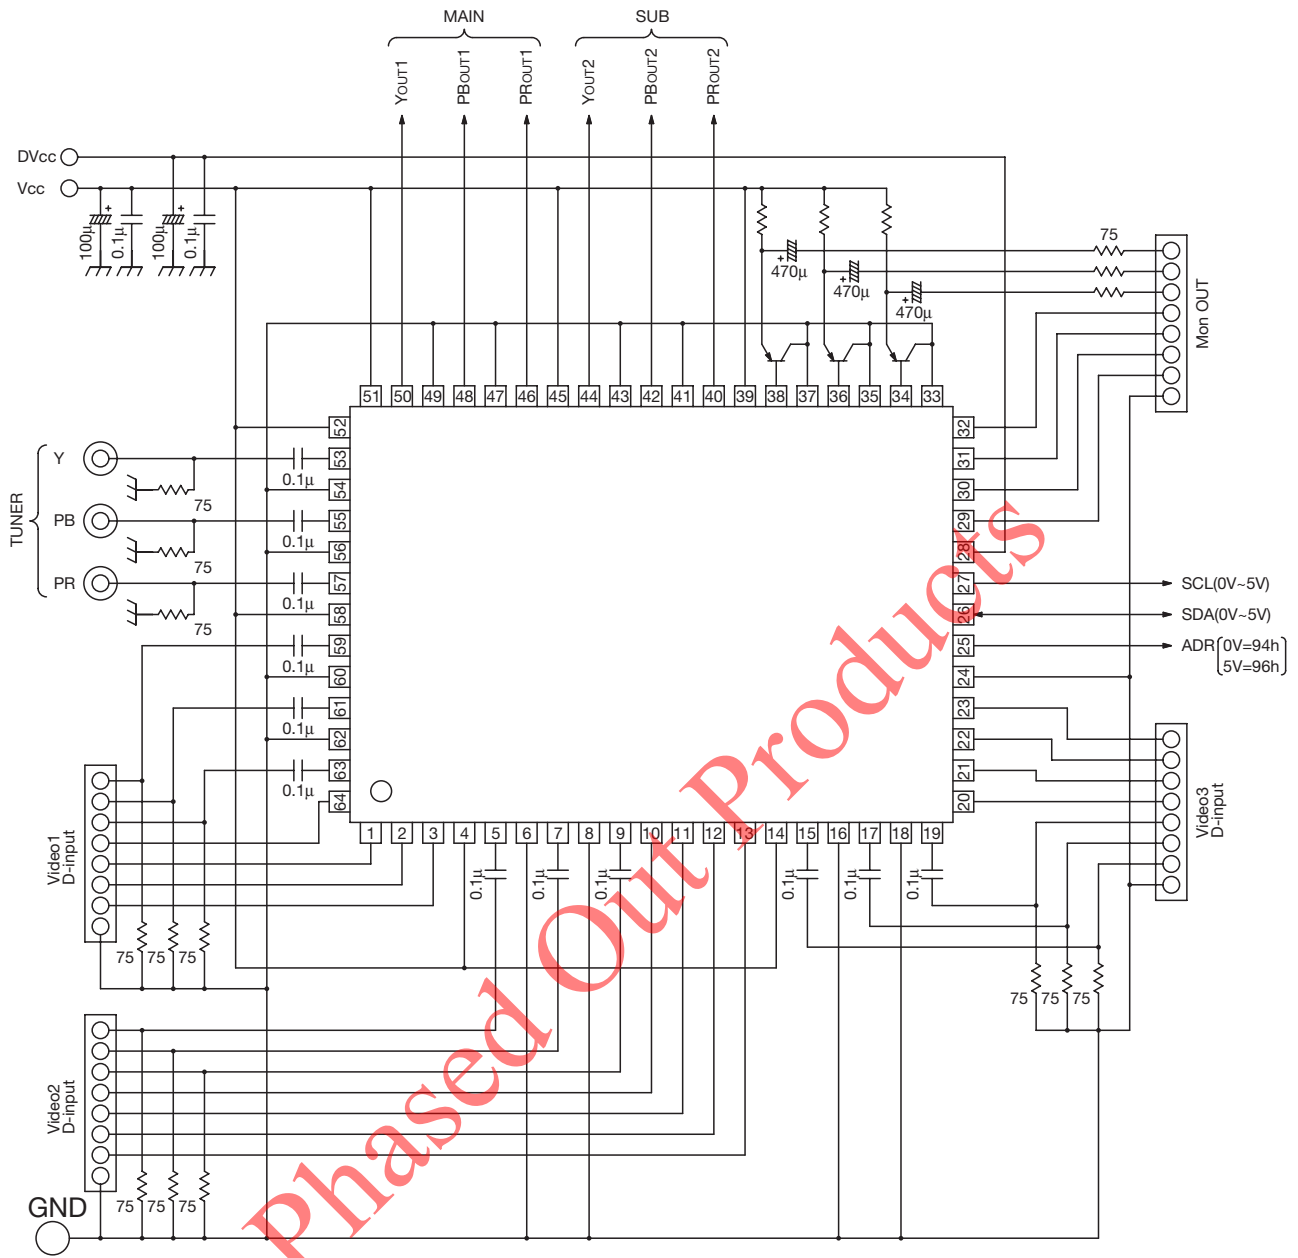 MAIN
SUB
YOUT1
PBOUT1
PROUT1
YOUT2
PBOUT2
PROUT2
DVcc
Vcc
100μ
0.1μ
100μ
0.1μ
470μ
470μ
470μ
75
Mon OUT
51
50
49
48
47
46
45
44
43
42
41
40
39
38
37
36
35
34
33
52
53
54
55
56
57
58
59
60
61
62
63
64
32
31
30
29
28
27
26
25
24
23
22
21
20
TUNER
Y
PB
PR
75
75
75
0.1μ
0.1μ
0.1μ
0.1μ
0.1μ
0.1μ
SCL(0V~5V)
SDA(0V~5V)
ADR
0V=94h
5V=96h
1
2
3
4
5
6
7
8
9
10
11
12
13
14
15
16
17
18
19
0.1μ
0.1μ
0.1μ
0.1μ
0.1μ
0.1μ
Video1
D-input
75
75
75
Video3
D-input
75
75
75
Video2
D-input
75
75
75
GND
Phased Out Products